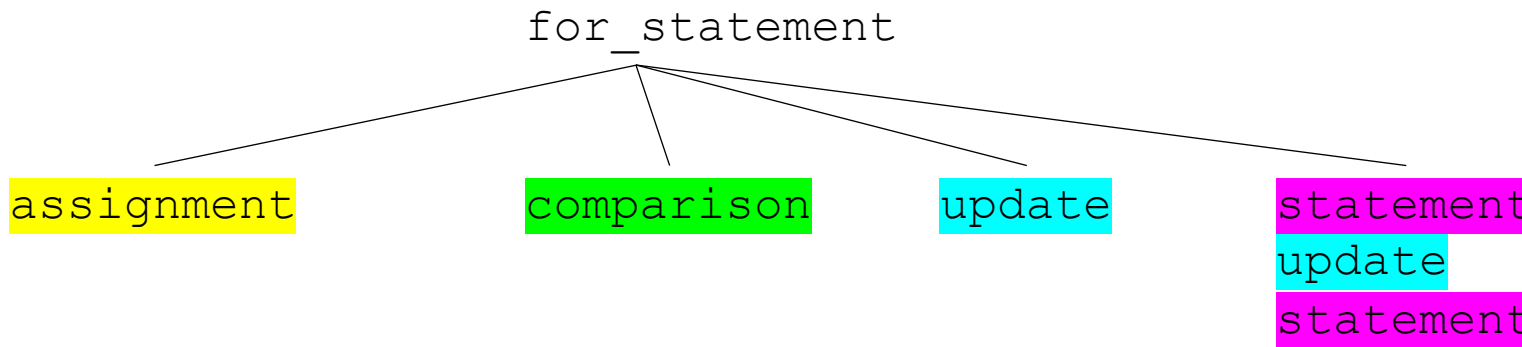 for_statement
assignment comparison update statement
update
statement